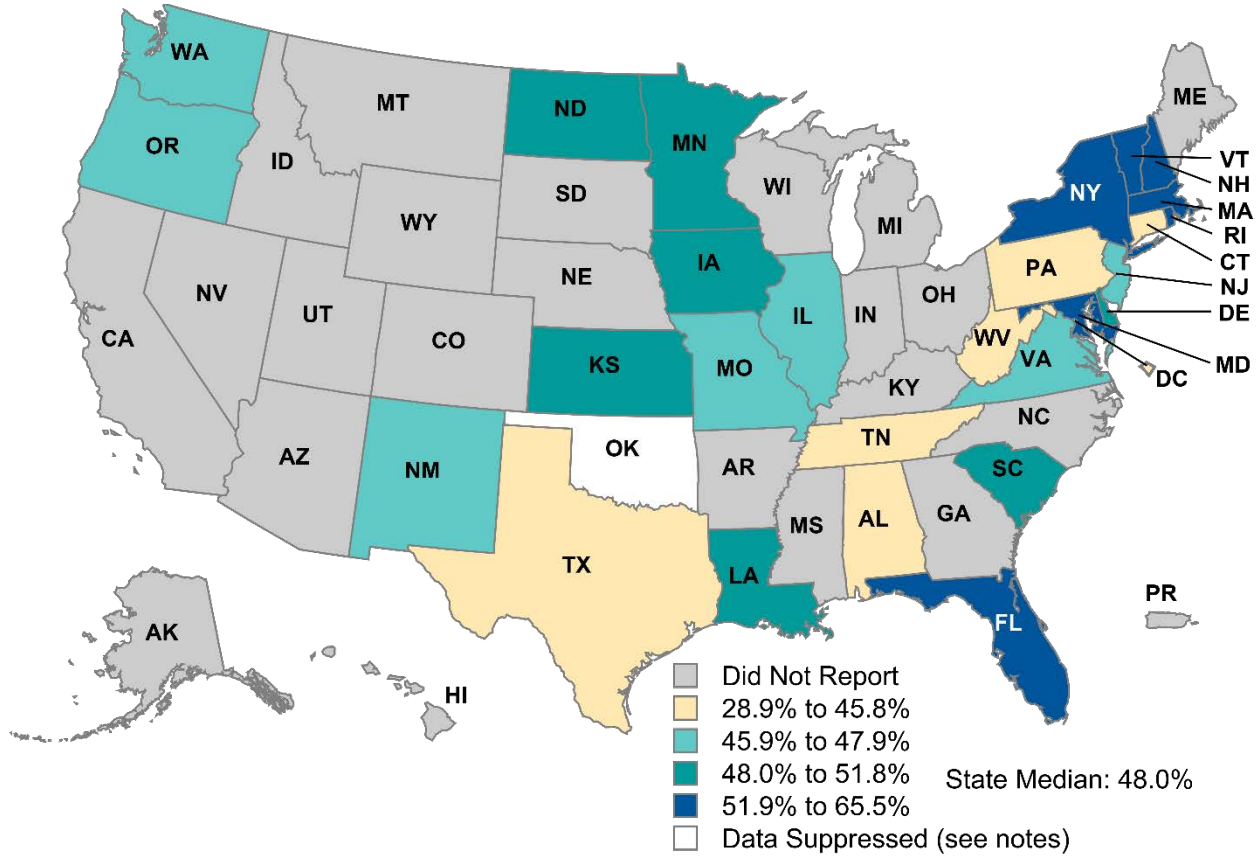 WA
MT
ND
MN
ME
OR
ID
SD
WI
VT
NH
MA
RI
CT
NJ
DE
MD
DC
NY
WY
MI
IA
PA
NE
NV
UT
CO
IL
IN
OH
WV
VA
CA
KS
MO
KY
NC
TN
AZ
NM
OK
AR
SC
MS
AL
GA
TX
LA
FL
PR
AK
HI
Did Not Report
28.9% to 45.8%
45.9% to 47.9%
48.0% to 51.8%
State Median: 48.0%
51.9% to 65.5%
Data Suppressed (see notes)